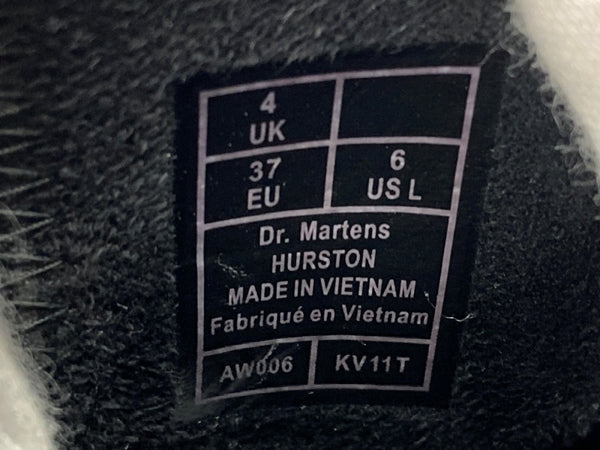 4
UK
37
EU
6
US L
Dr. Martens
HURSTON
MADE IN VIETNAM
Fabriqué en Vietnam
AW006
KV11T